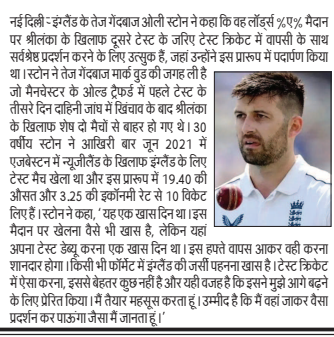 नई दिल्ली - इंग्लैंड के तेज गेंदबाज ओली स्टोन ने कहा कि वह लॉर्ड्स %ए% मैदान
पर श्रीलंका के खिलाफ दूसरे टेस्ट के जरिए टेस्ट क्रिकेट में वापसी के साथ
सर्वश्रेष्ठ प्रदर्शन करने के लिए उत्सुक हैं, जहां उन्होंने इस प्रारूप में पदार्पण किया
था। स्टोन ने तेज गेंदबाज मार्क वुड की जगह ली है
जो मैनचेस्टर के ओल्ड ट्रैफर्ड में पहले टेस्ट के
तीसरे दिन दाहिनी जांघ में खिंचाव के बाद श्रीलंका
के खिलाफ शेष दो मैचों से बाहर हो गए थे। 30
वर्षीय स्टोन ने आखिरी बार जून 2021 में
एजबेस्टन में न्यूजीलैंड के खिलाफ इंग्लैंड के लिए
टेस्ट मैच खेला था और इस प्रारूप में 19.40 की
औसत और 3.25 की इकॉनमी रेट से 10 विकेट
लिए हैं। स्टोन ने कहा, ' यह एक खास दिन था। इस
मैदान पर खेलना वैसे भी खास है, लेकिन यहां
अपना टेस्ट डेब्यू करना एक खास दिन था। इस हफ्ते वापस आकर वही करना
शानदार होगा। किसी भी फॉर्मेट में इंग्लैंड की जर्सी पहनना खास है। टेस्ट क्रिकेट
में ऐसा करना, इससे बेहतर कुछ नहीं है और यही वजह है कि इसने मुझे आगे बढ़ने
के लिए प्रेरित किया। मैं तैयार महसूस करता हूं। उम्मीद है कि मैं वहां जाकर वैसा
प्रदर्शन कर पाऊंगा जैसा मैं जानता हूं।'